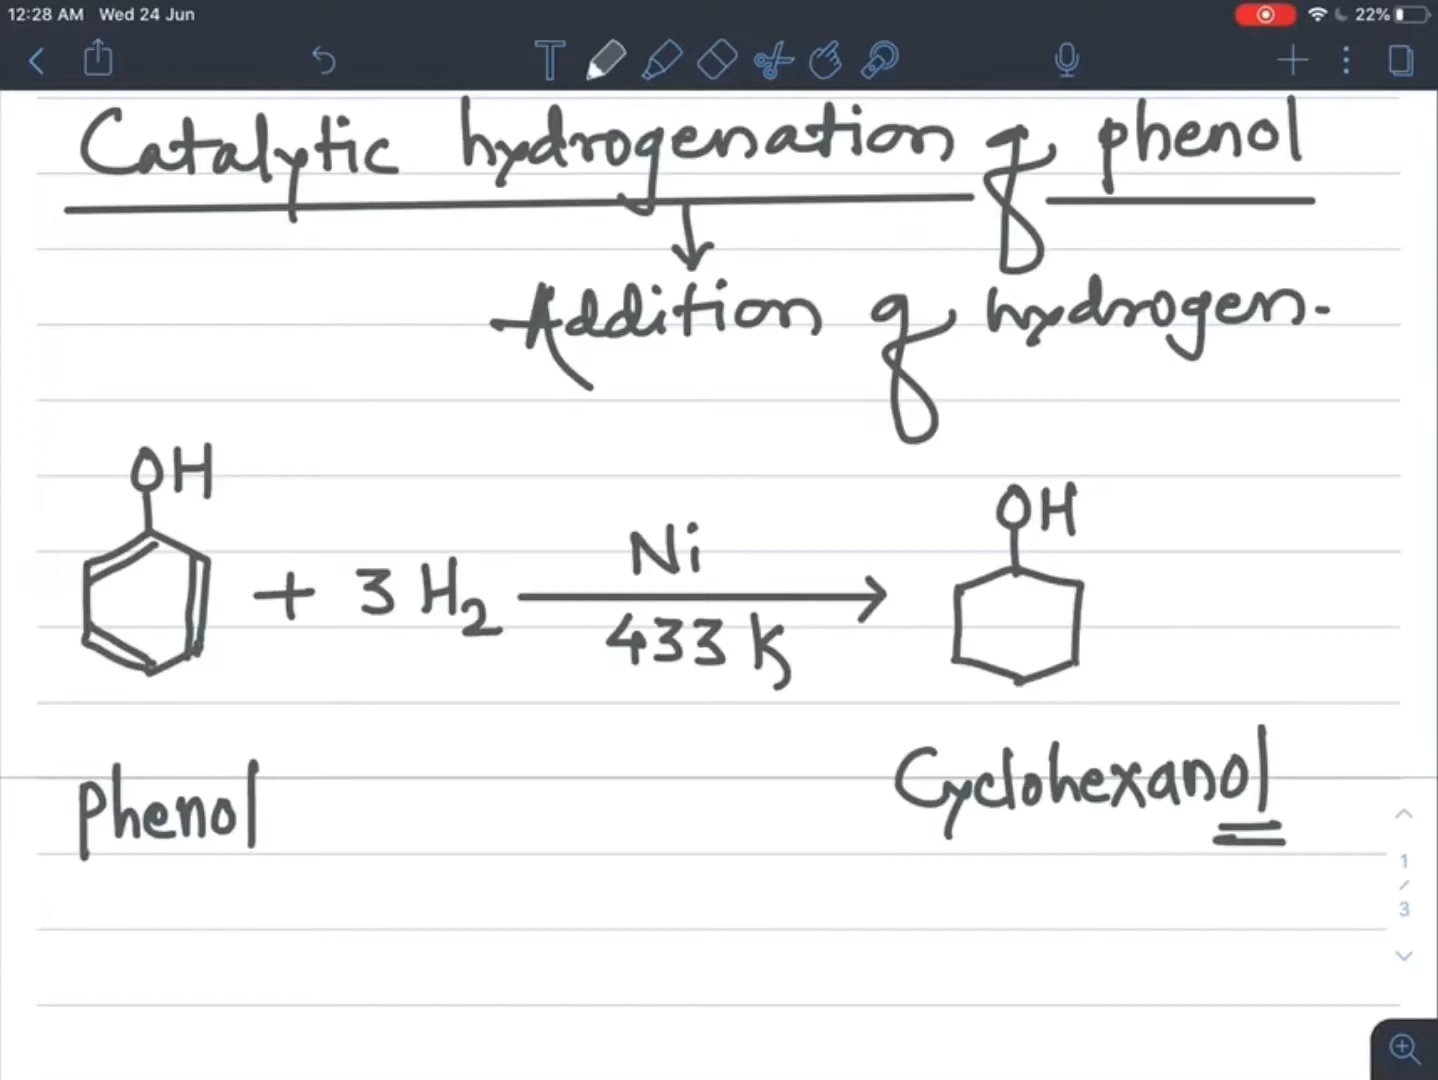 12:28 AM Wed 24 Jun 22%
T
Catalytic hydrogenation of phenol
Addition of hydrogen.
OH
OH
Ni
+ 3 H2
433 K
Phenol
Cyclohexanol
1
/
3